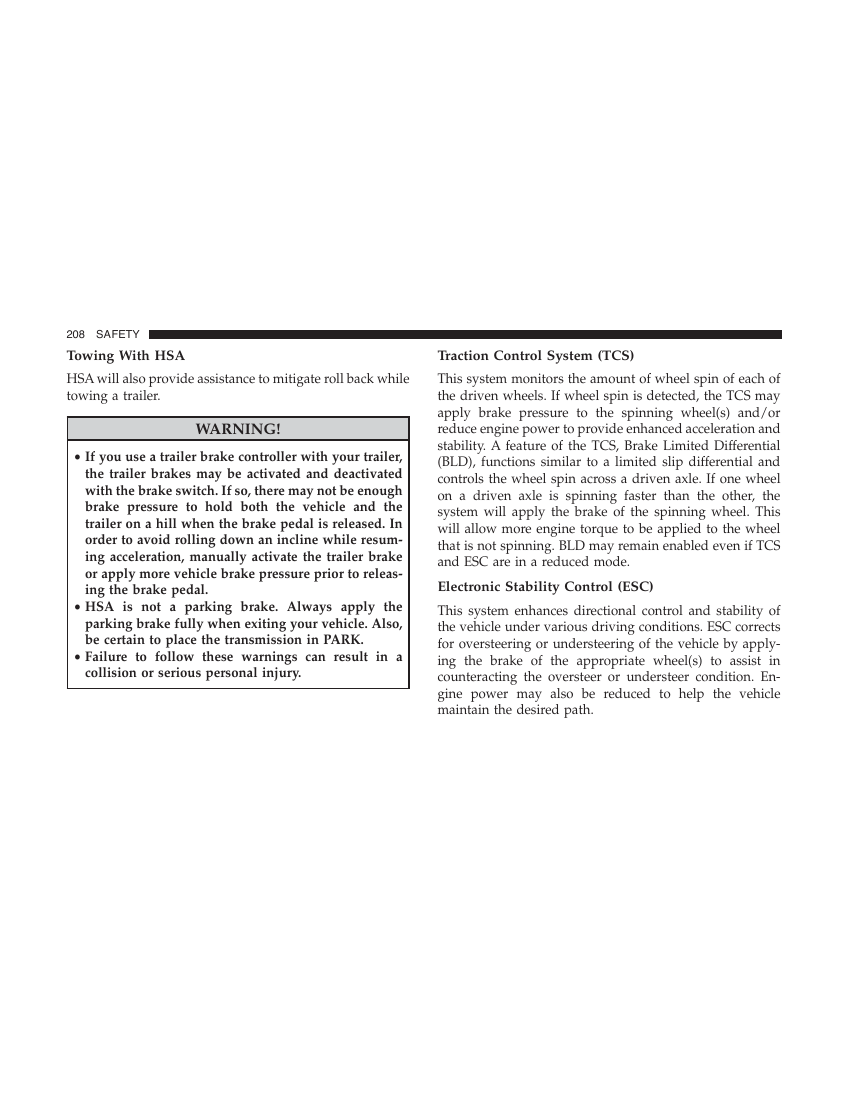 208 SAFETY
Towing With HSA
HSA will also provide assistance to mitigate roll back while
towing a trailer.
WARNING!
• If you use a trailer brake controller with your trailer,
the trailer brakes may be activated and deactivated
with the brake switch. If so, there may not be enough
brake pressure to hold both the vehicle and the
trailer on a hill when the brake pedal is released. In
order to avoid rolling down an incline while resum-
ing acceleration, manually activate the trailer brake
or apply more vehicle brake pressure prior to releas-
ing the brake pedal.
• HSA is not a parking brake. Always apply the
parking brake fully when exiting your vehicle. Also,
be certain to place the transmission in PARK.
• Failure to follow these warnings can result in a
collision or serious personal injury.
Traction Control System (TCS)
This system monitors the amount of wheel spin of each of
the driven wheels. If wheel spin is detected, the TCS may
apply brake pressure to the spinning wheel(s) and/or
reduce engine power to provide enhanced acceleration and
stability. A feature of the TCS, Brake Limited Differential
(BLD), functions similar to a limited slip differential and
controls the wheel spin across a driven axle. If one wheel
on a driven axle is spinning faster than the other, the
system will apply the brake of the spinning wheel. This
will allow more engine torque to be applied to the wheel
that is not spinning. BLD may remain enabled even if TCS
and ESC are in a reduced mode.
Electronic Stability Control (ESC)
This system enhances directional control and stability of
the vehicle under various driving conditions. ESC corrects
for oversteering or understeering of the vehicle by apply-
ing the brake of the appropriate wheel(s) to assist in
counteracting the oversteer or understeer condition. En-
gine power may also be reduced to help the vehicle
maintain the desired path.